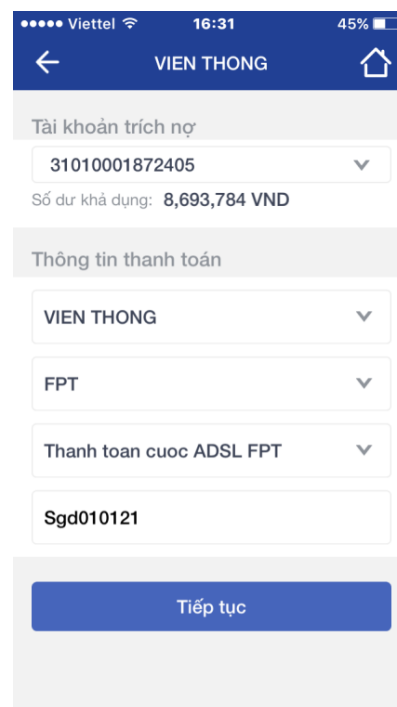 Viettel 16:31 45%
VIEN THONG
Tài khoản trích nợ
31010001872405
Số dư khả dụng: 8,693,784 VND
Thông tin thanh toán
VIEN THONG
FPT
Thanh toan cuoc ADSL FPT
Sgd010121
Tiếp tục